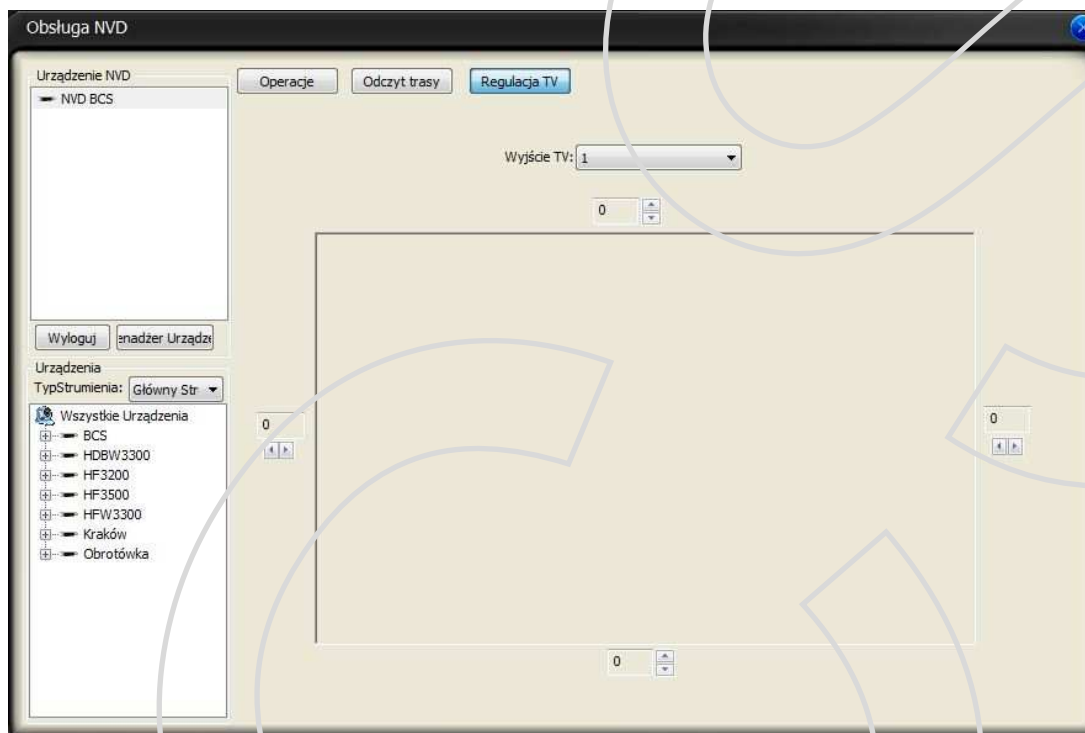 Obsługa NVD
Urządzenie NVD
NVD BCS
Operacje
Odczyt trasy
Regulacja TV
Wyjście TV: 1
0
0
0
0
Wyloguj
enadżer Urządze
Urządzenia
TypStrumienia: Główny Str
Wszystkie Urządzenia
BCS
HDBW3300
HF3200
HF3500
HFW3300
Kraków
Obrotówka